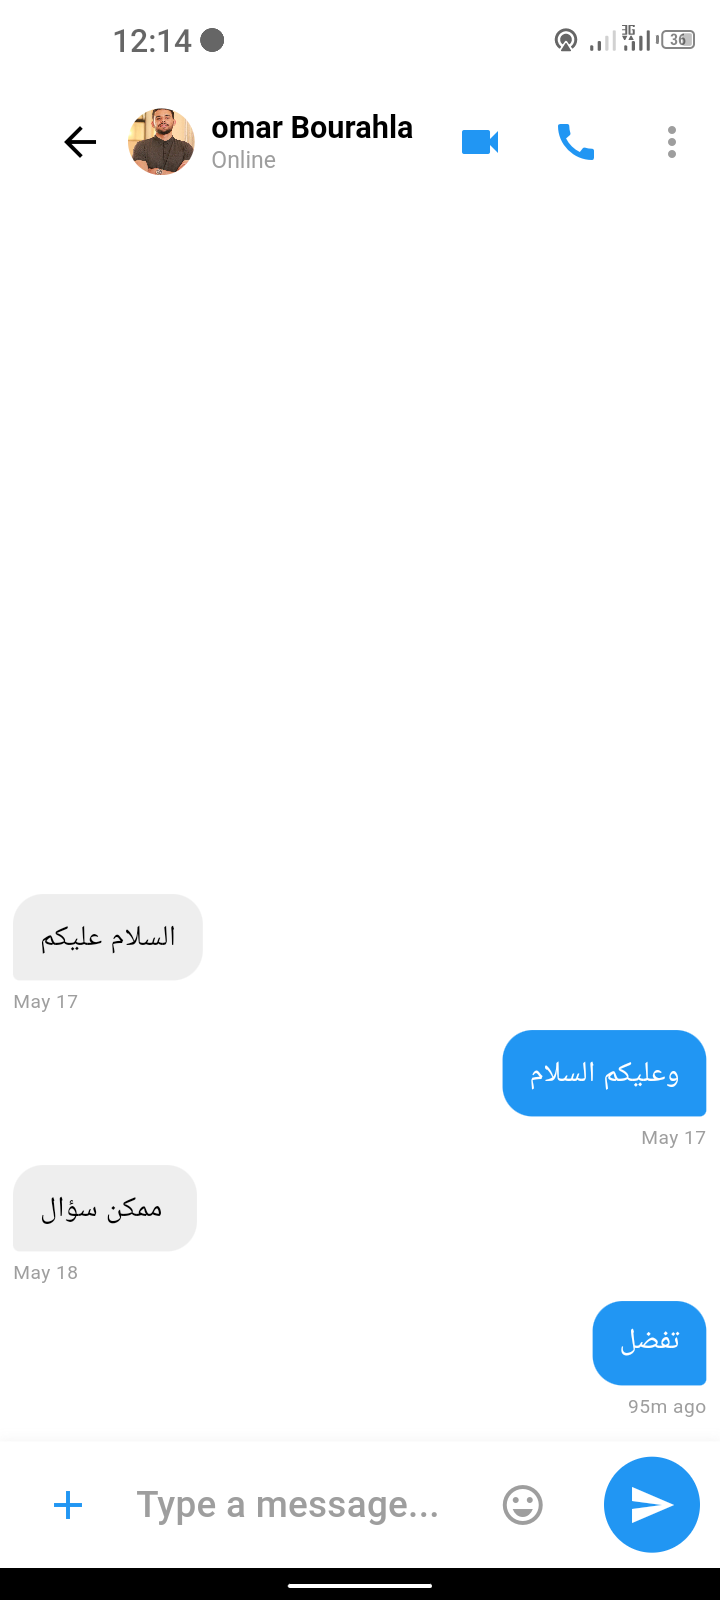 12:14
3G
36
omar Bourahla
Online
السلام عليكم
May 17
وعليكم السلام
May 17
ممكن سؤال
May 18
تفضل
95m ago
Type a message...